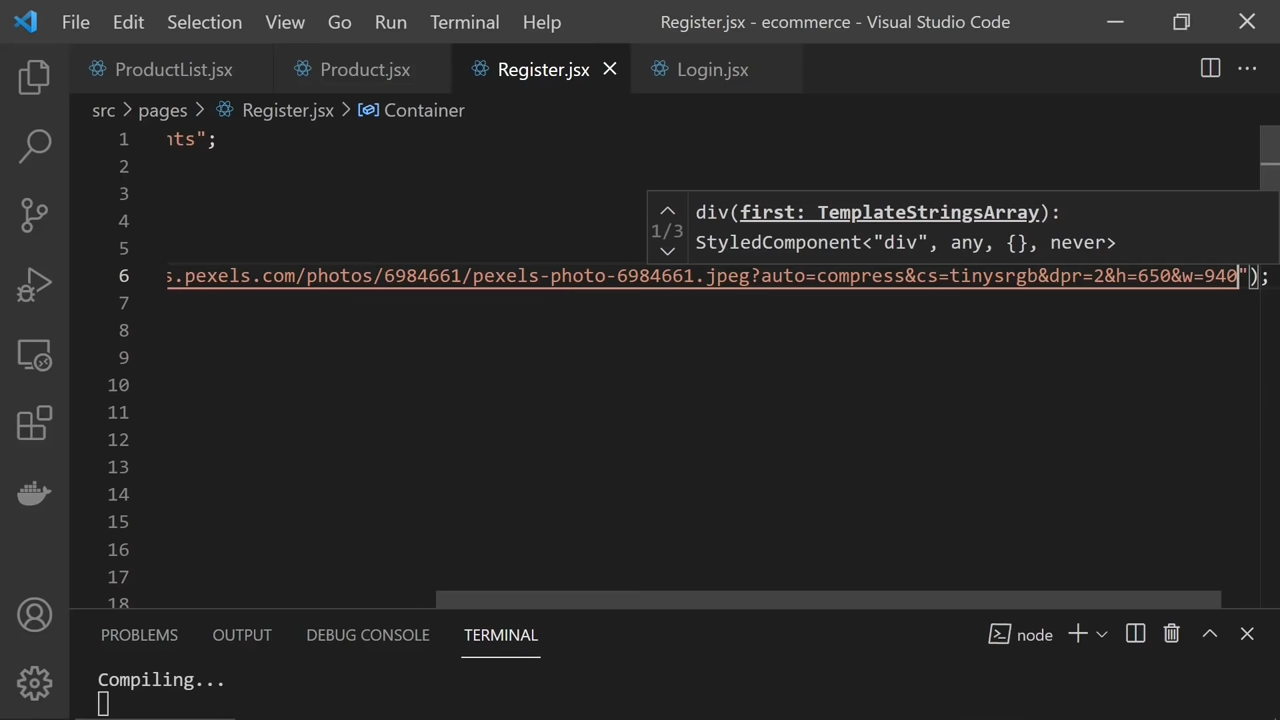 File Edit Selection View Go Run Terminal Help Register.jsx - ecommerce - Visual Studio Code
ProductList.jsx Product.jsx Register.jsx Login.jsx
src > pages > Register.jsx > Container
1 nts";
2
3
4
5
6 s.pexels.com/photos/6984661/pexels-photo-6984661.jpeg?auto=compress&cs=tinysrgb&dpr=2&h=650&w=940");
7
8
9
10
11
12
13
14
15
16
17
18
1/3
div(first: TemplateStringsArray):
StyledComponent<"div", any, {}, never>
PROBLEMS OUTPUT DEBUG CONSOLE TERMINAL node
Compiling...